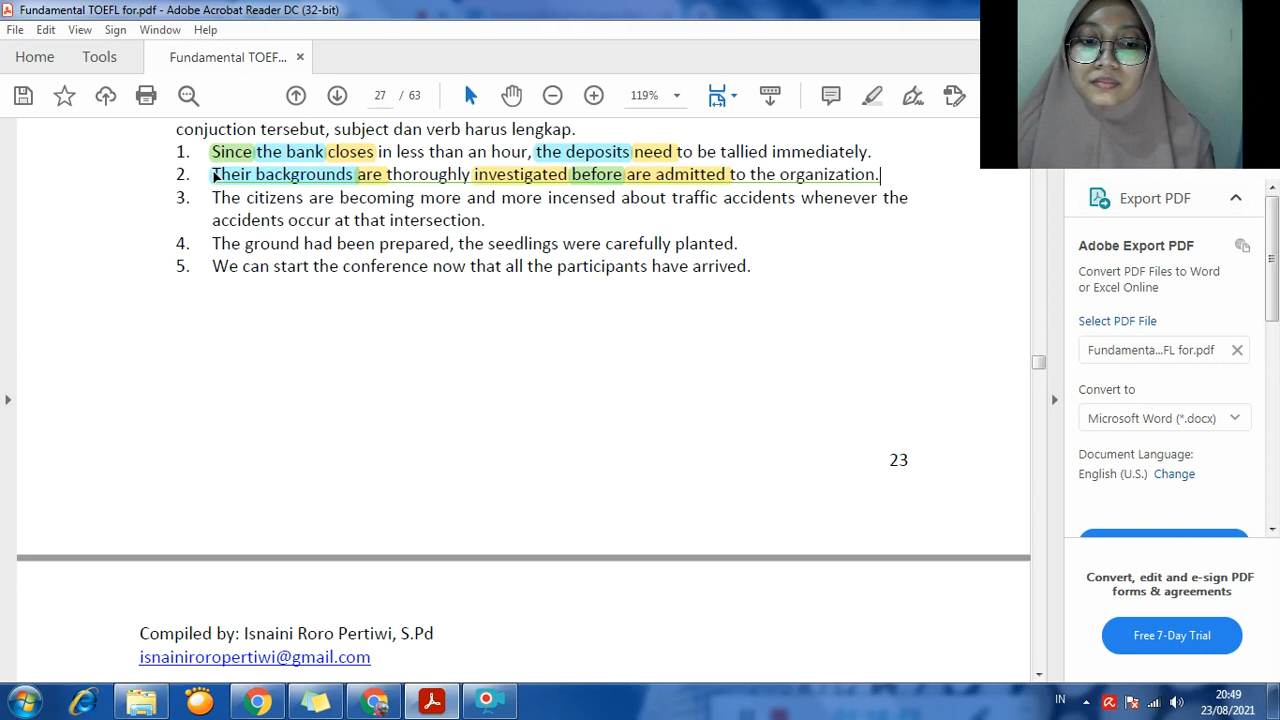 Fundamental TOEFL for.pdf - Adobe Acrobat Reader DC (32-bit)
File Edit View Sign Window Help
Home Tools Fundamental TOEF... ×
27 / 63 119%
conjuction tersebut, subject dan verb harus lengkap.
1. Since the bank closes in less than an hour, the deposits need to be tallied immediately.
2. Their backgrounds are thoroughly investigated before are admitted to the organization.
3. The citizens are becoming more and more incensed about traffic accidents whenever the
accidents occur at that intersection.
4. The ground had been prepared, the seedlings were carefully planted.
5. We can start the conference now that all the participants have arrived.
23
Compiled by: Isnaini Roro Pertiwi, S.Pd
isnainiroropertiwi@gmail.com
Export PDF
Adobe Export PDF
Convert PDF Files to Word
or Excel Online
Select PDF File
Fundamenta...FL for.pdf
Convert to
Microsoft Word (*.docx)
Document Language:
English (U.S.) Change
Convert, edit and e-sign PDF
forms & agreements
Free 7-Day Trial
IN
20:49
23/08/2021